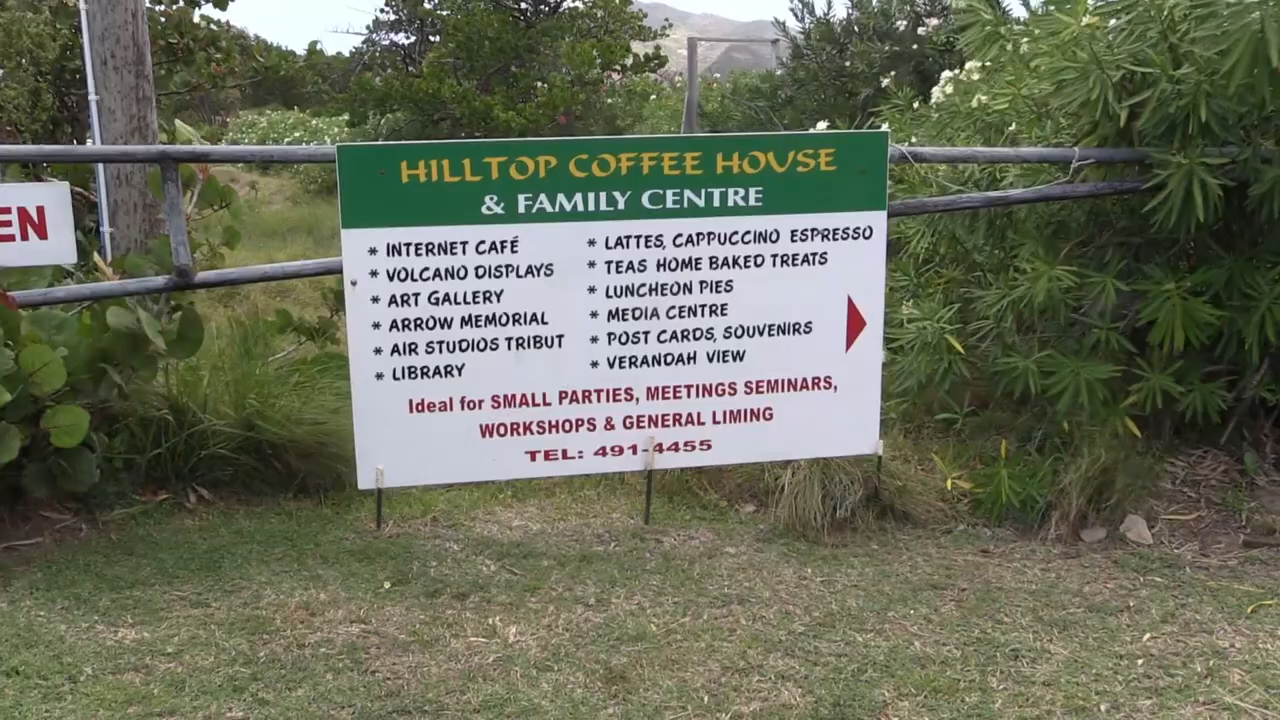 HILLTOP COFFEE HOUSE
& FAMILY CENTRE
EN
* INTERNET CAFÉ
* VOLCANO DISPLAYS
* ART GALLERY
* ARROW MEMORIAL
* AIR STUDIOS TRIBUT
* LIBRARY
* LATTES, CAPPUCCINO ESPRESSO
* TEAS HOME BAKED TREATS
* LUNCHEON PIES
* MEDIA CENTRE
* POST CARDS, SOUVENIRS
* VERANDAH VIEW
Ideal for SMALL PARTIES, MEETINGS SEMINARS,
WORKSHOPS & GENERAL LIMING
TEL: 491-4455